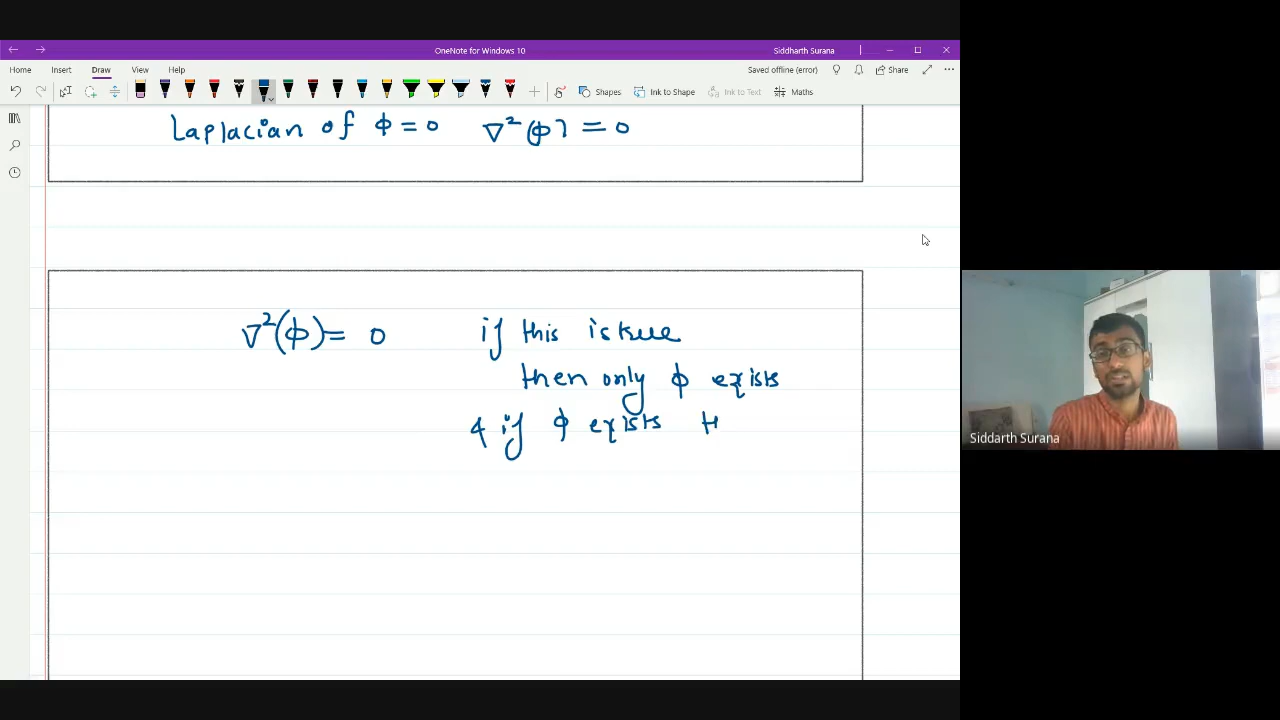 OneNote for Windows 10
Siddharth Surana
Home Insert Draw View Help
Saved offline (error)
Share
Shapes
Ink to Shape
Ink to Text
Maths
Laplacian of ϕ = 0 ∇²(ϕ) = 0
∇²(ϕ) = 0 if this is true
then only ϕ exists
& if ϕ exists
Siddarth Surana